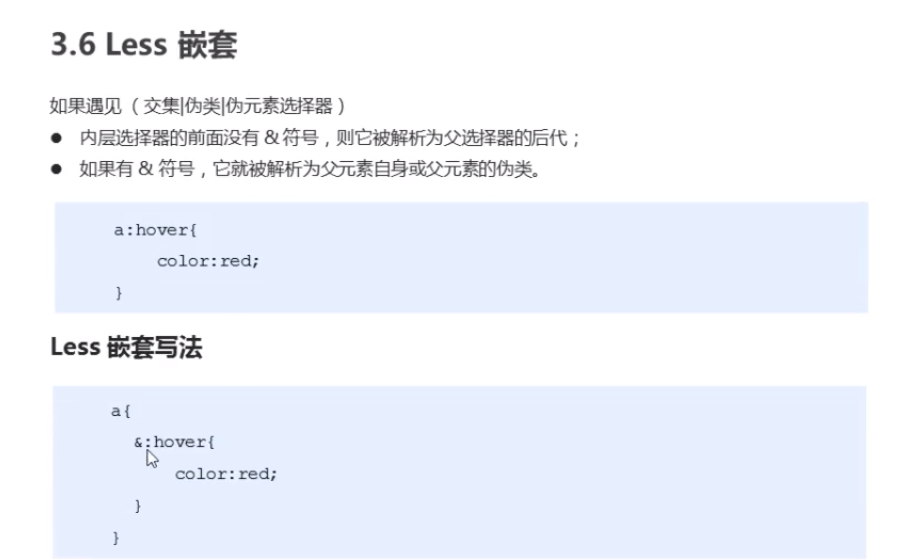 3.6 Less 嵌套
如果遇见 （ 交集|伪类|伪元素选择器 ）
● 内层选择器的前面没有 & 符号，则它被解析为父选择器的后代；
● 如果有 & 符号，它就被解析为父元素自身或父元素的伪类。
a:hover{
color:red;
}
Less 嵌套写法
a{
&:hover{
color:red;
}
}